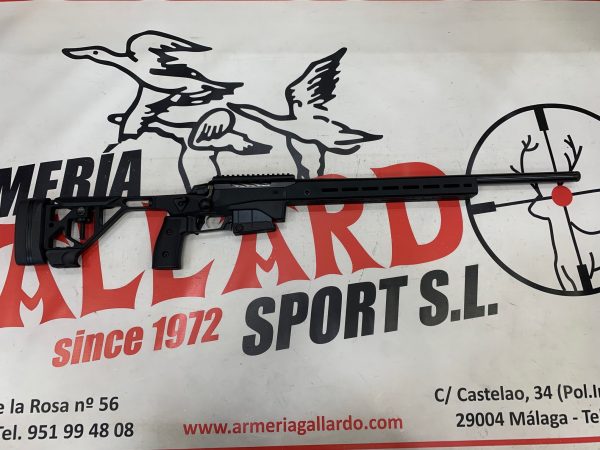 MERÍA
ALLARD
since 1972 SPORT S.L.
e la Rosa nº 56
Tel. 951 99 48 08
www.armeriagallardo.com
C/ Castelao, 34 (Pol.In
29004 Málaga - Te